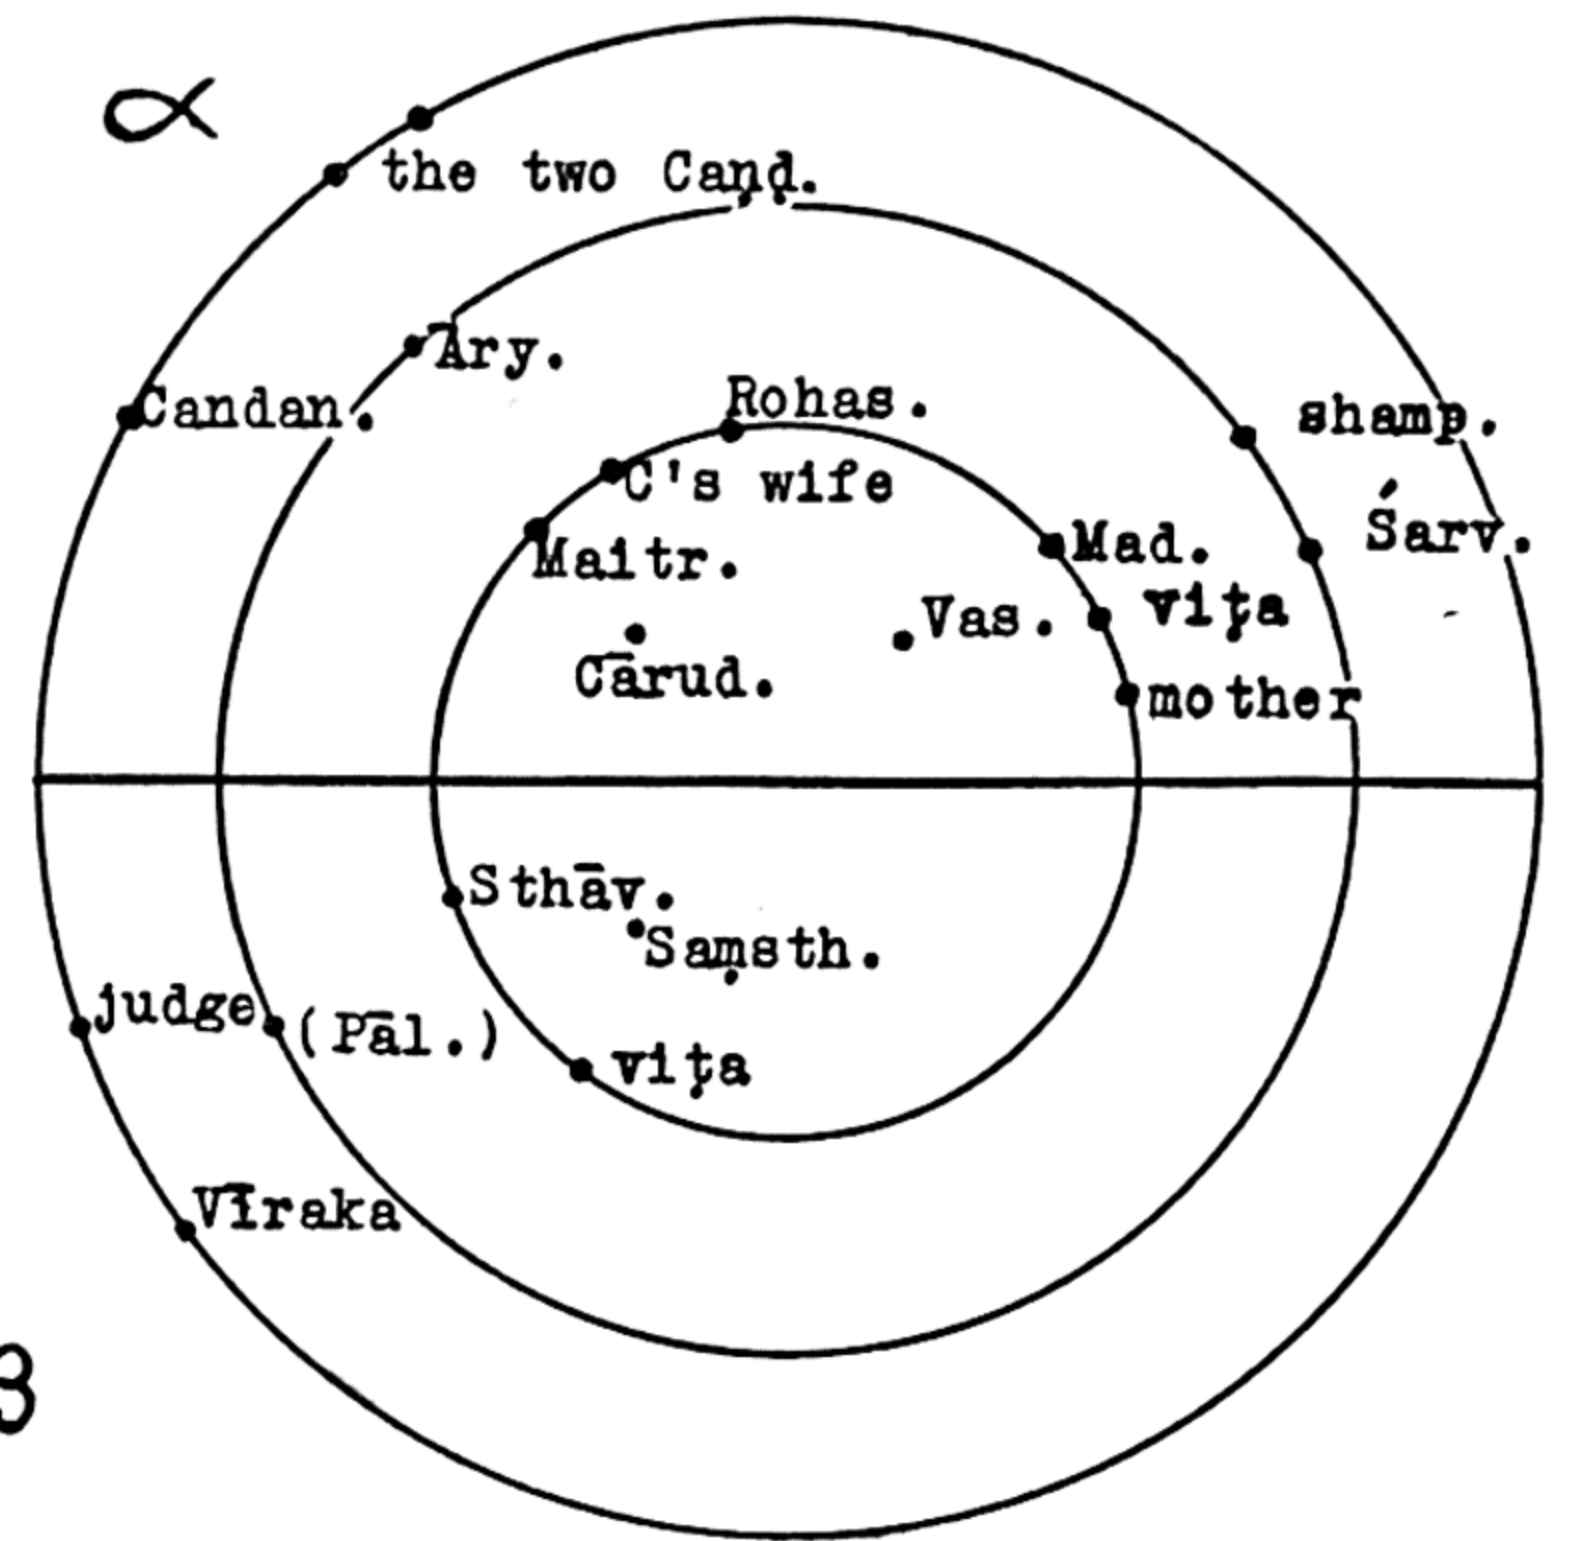 α
the two Caṇḍ.
Āry.
Candan.
Rohas.
shamp.
C's wife
Maitr.
Mad.
Śarv.
Vas.
viṭa
Cārud.
mother
Sthāv.
Saṃsth.
judge
(Pāl.)
viṭa
Vīraka
β